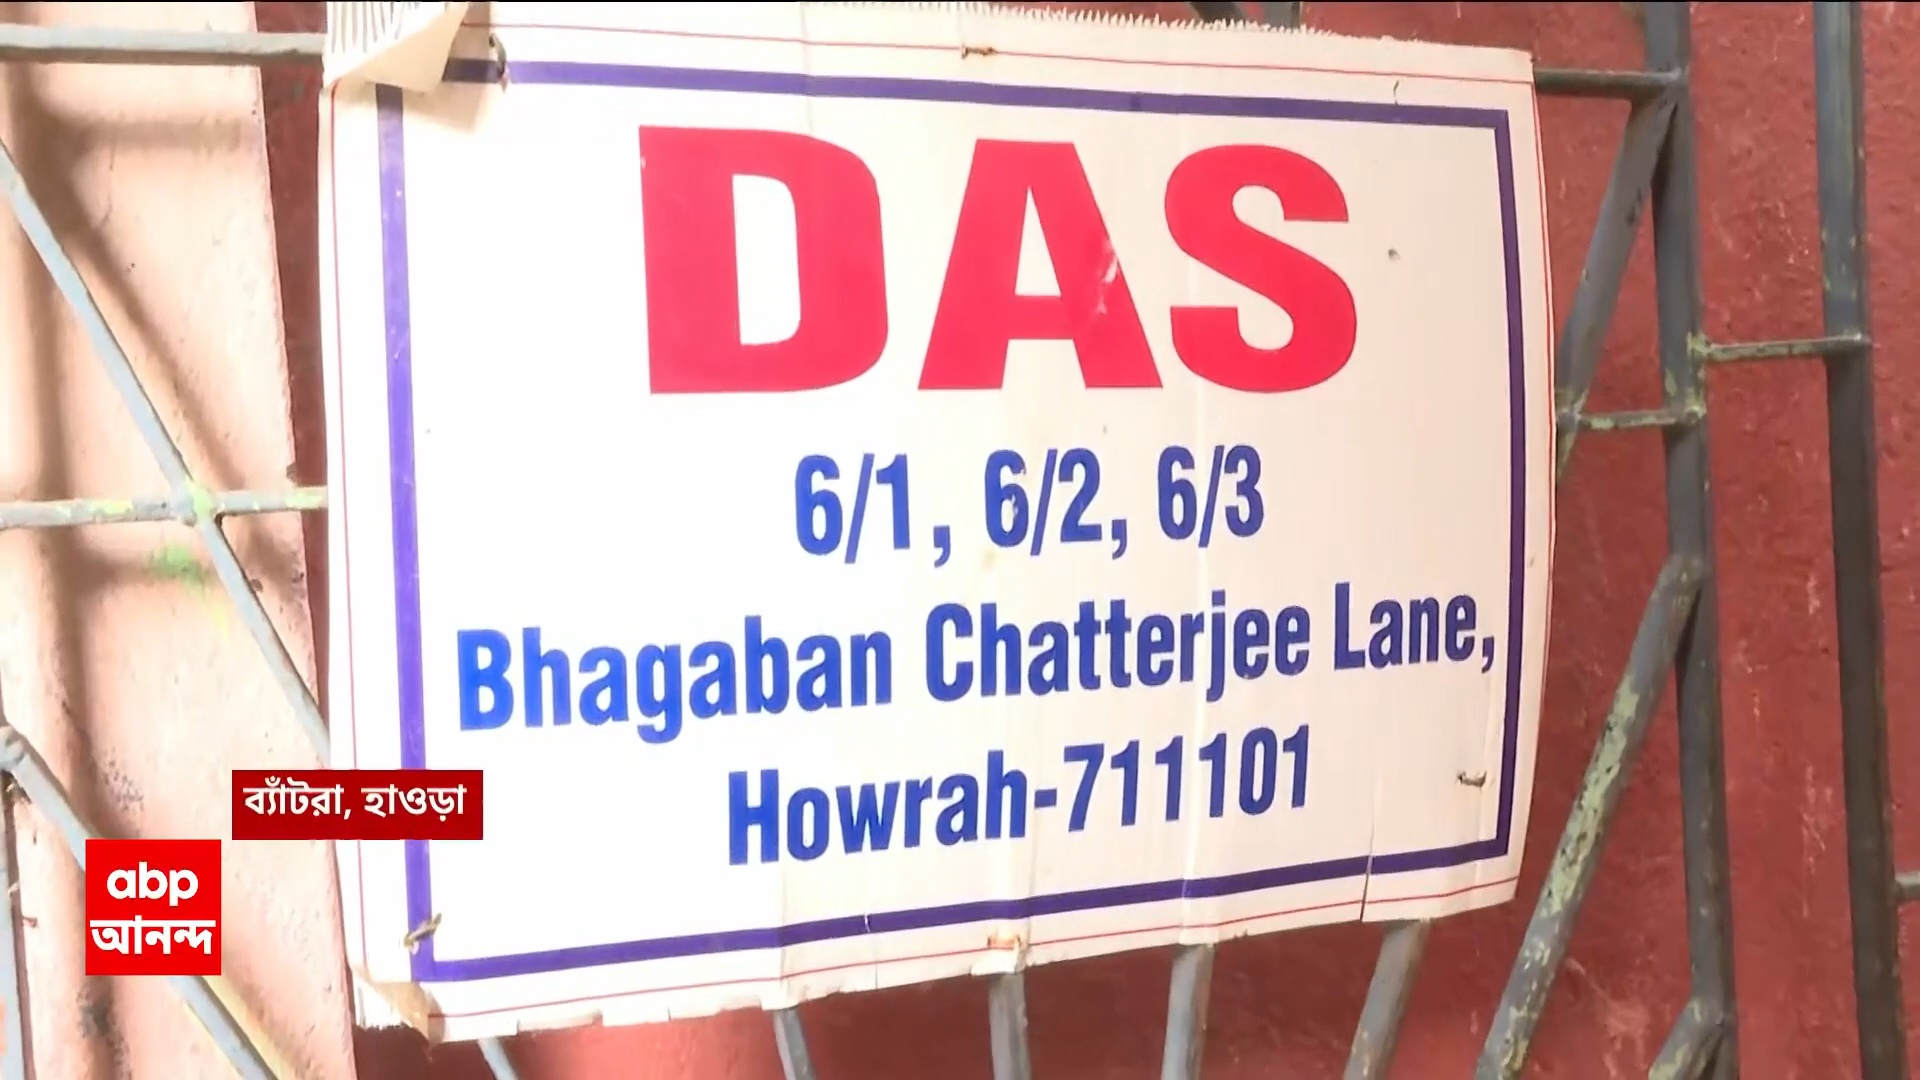 DAS
6/1, 6/2, 6/3
Bhagaban Chatterjee Lane,
Howrah-711101
ব্যাঁটরা, হাওড়া
abp
আনন্দ